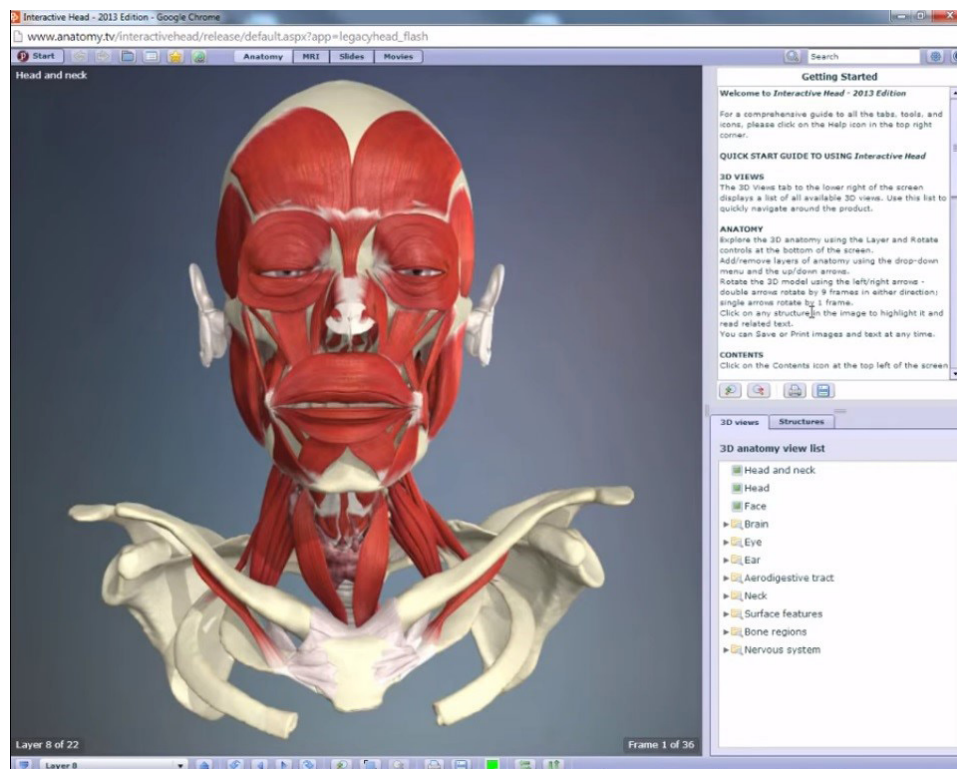 Interactive Head - 2013 Edition - Google Chrome
www.anatomy.tv/interactivehead/release/default.aspx?app=legacyhead_flash
Start
Anatomy
MRI
Slides
Movies
Search
Head and neck
Getting Started
Welcome to Interactive Head - 2013 Edition
For a comprehensive guide to all the tabs, tools, and
icons, please click on the Help icon in the top right
corner.
QUICK START GUIDE TO USING Interactive Head
3D VIEWS
The 3D Views tab to the lower right of the screen
displays a list of all available 3D views. Use this list to
quickly navigate around the product.
ANATOMY
Explore the 3D anatomy using the Layer and Rotate
controls at the bottom of the screen.
Add/remove layers of anatomy using the drop-down
menu and the up/down arrows.
Rotate the 3D model using the left/right arrows -
double arrows rotate by 9 frames in either direction;
single arrows rotate by 1 frame.
Click on any structure in the image to highlight it and
read related text.
You can Save or Print images and text at any time.
CONTENTS
Click on the Contents icon at the top left of the screen
3D views
Structures
3D anatomy view list
Head and neck
Head
Face
Brain
Eye
Ear
Aerodigestive tract
Neck
Surface features
Bone regions
Nervous system
Layer 8 of 22
Frame 1 of 36
Layer 8